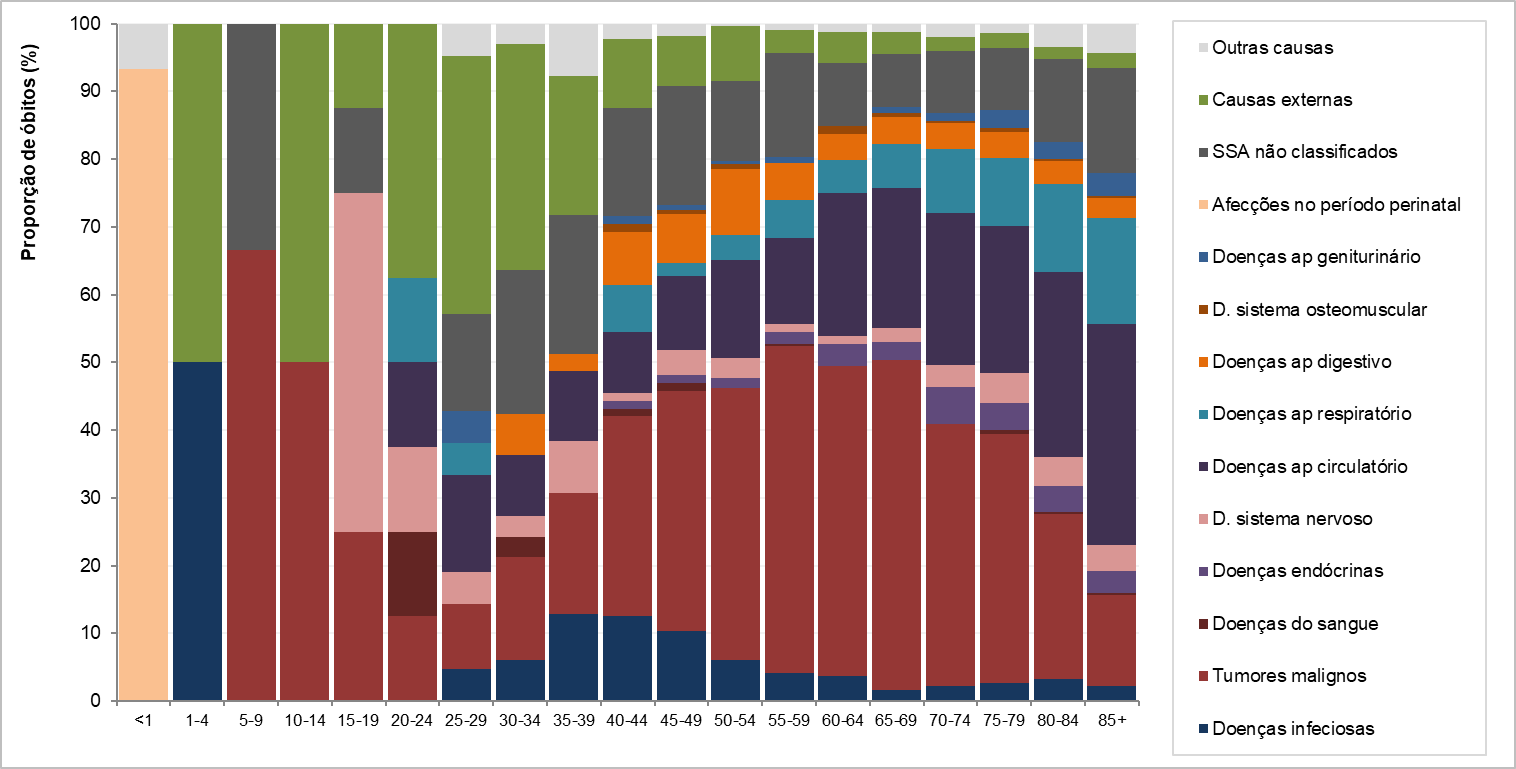 Proporção de óbitos (%)
100
90
80
70
60
50
40
30
20
10
0
<1 1-4 5-9 10-14 15-19 20-24 25-29 30-34 35-39 40-44 45-49 50-54 55-59 60-64 65-69 70-74 75-79 80-84 85+
Outras causas
Causas externas
SSA não classificados
Afecções no período perinatal
Doenças ap geniturinário
D. sistema osteomuscular
Doenças ap digestivo
Doenças ap respiratório
Doenças ap circulatório
D. sistema nervoso
Doenças endócrinas
Doenças do sangue
Tumores malignos
Doenças infeciosas